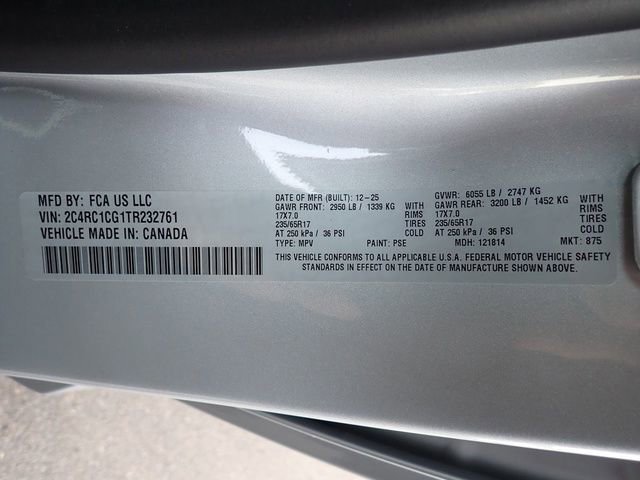 MFD BY: FCA US LLC
VIN: 2C4RC1CG1TR232761
VEHICLE MADE IN: CANADA
DATE OF MFR (BUILT): 12-25
GAWR FRONT: 2950 LB / 1339 KG WITH
17X7.0 RIMS
235/65R17 TIRES
AT 250 kPa / 36 PSI COLD
TYPE: MPV PAINT: PSE
GVWR: 6055 LB / 2747 KG
GAWR REAR: 3200 LB / 1452 KG WITH
17X7.0 RIMS
235/65R17 TIRES
AT 250 kPa / 36 PSI COLD
MDH: 121814 MKT: 875
THIS VEHICLE CONFORMS TO ALL APPLICABLE U.S.A. FEDERAL MOTOR VEHICLE SAFETY
STANDARDS IN EFFECT ON THE DATE OF MANUFACTURE SHOWN ABOVE.